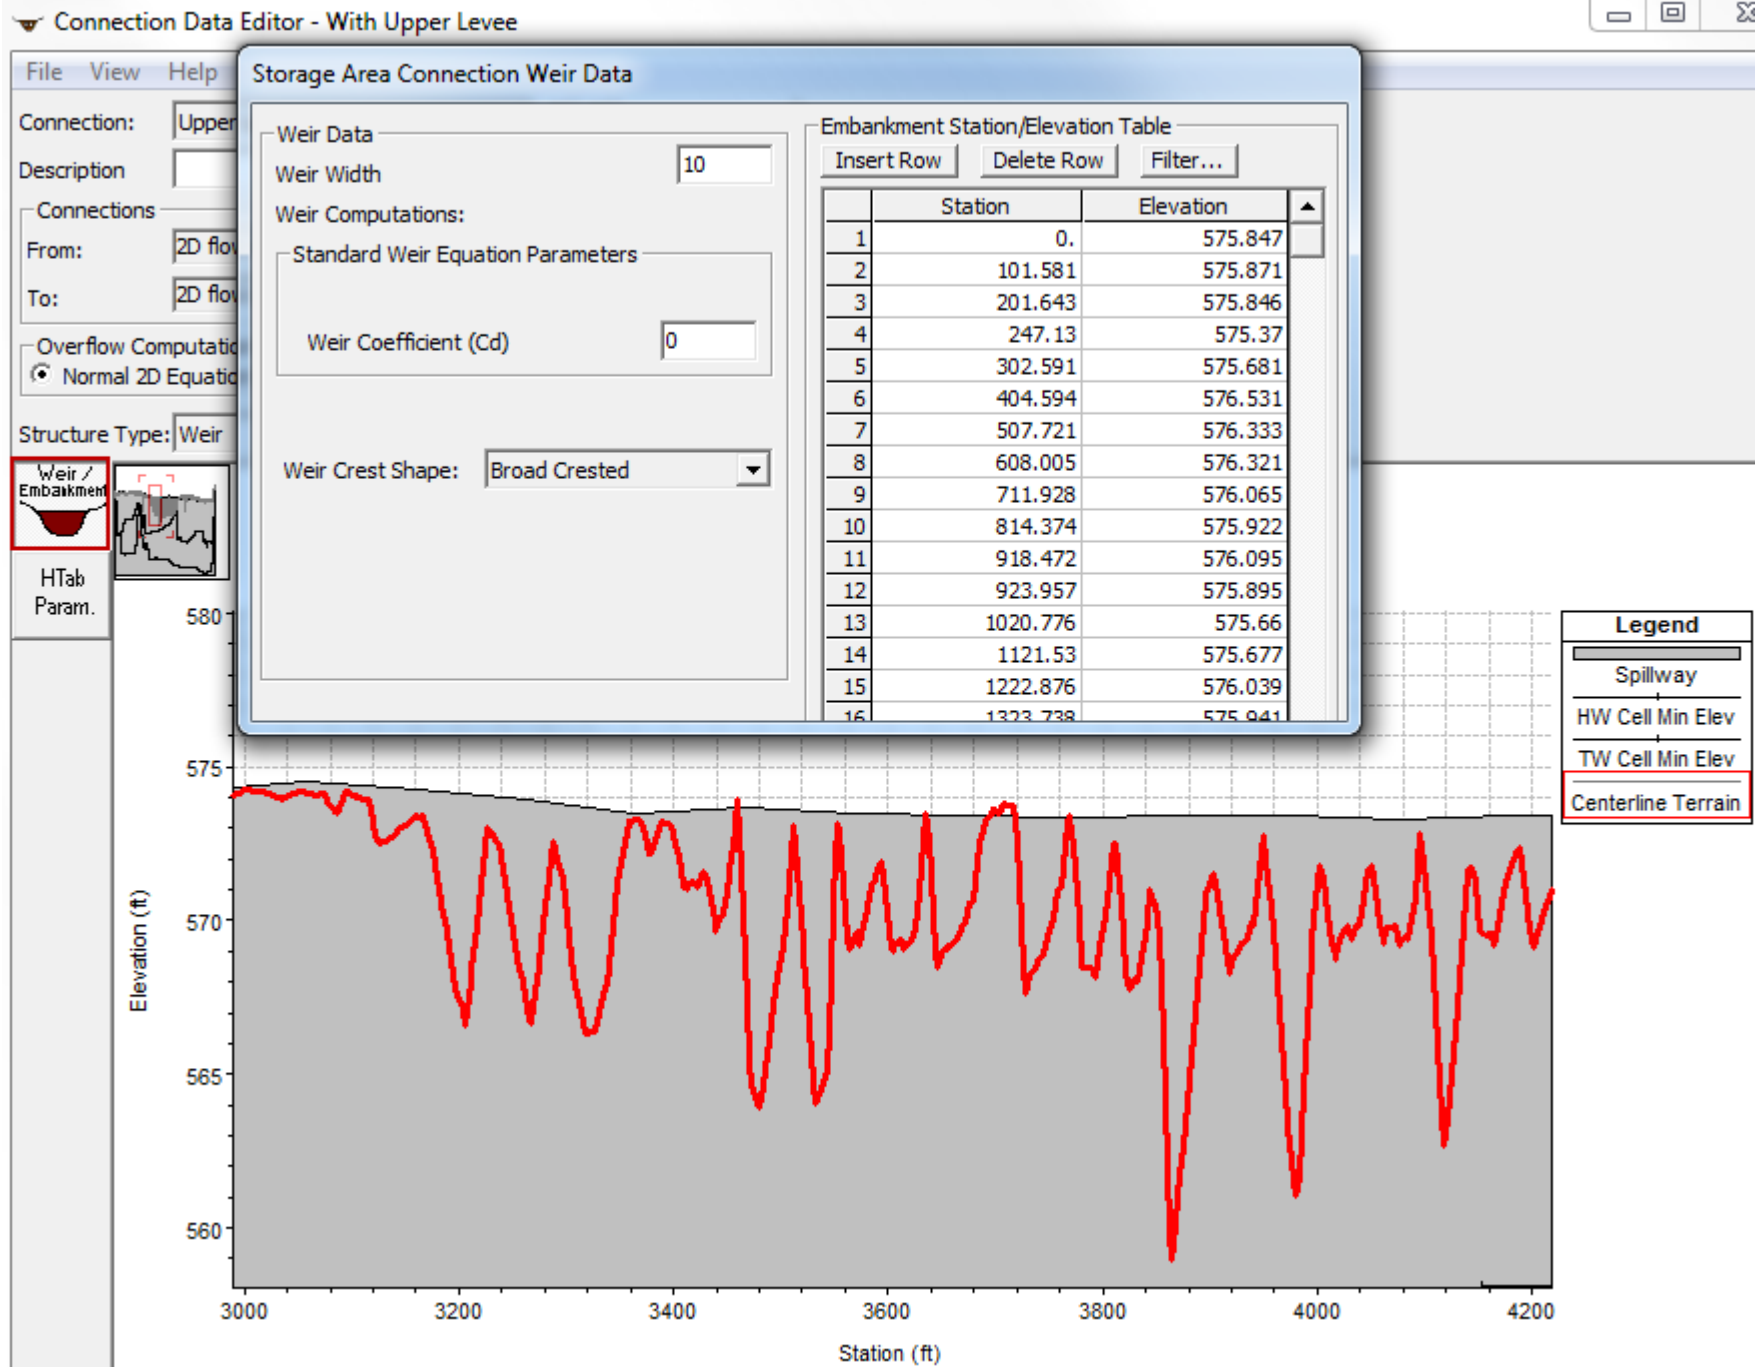 Connection Data Editor - With Upper Levee
File View Help
Connection: Upper
Description
Connections
From: 2D flo
To: 2D flo
Overflow Computatio
Normal 2D Equatio
Structure Type: Weir
Weir /
Embankment
HTab
Param.
Storage Area Connection Weir Data
Weir Data
Weir Width 10
Weir Computations:
Standard Weir Equation Parameters
Weir Coefficient (Cd) 0
Weir Crest Shape: Broad Crested
Embankment Station/Elevation Table
Insert Row Delete Row Filter...
Station Elevation
1 0. 575.847
2 101.581 575.871
3 201.643 575.846
4 247.13 575.37
5 302.591 575.681
6 404.594 576.531
7 507.721 576.333
8 608.005 576.321
9 711.928 576.065
10 814.374 575.922
11 918.472 576.095
12 923.957 575.895
13 1020.776 575.66
14 1121.53 575.677
15 1222.876 576.039
16 1323.738 575.941
580
575
570
565
560
Elevation (ft)
3000 3200 3400 3600 3800 4000 4200
Station (ft)
Legend
Spillway
HW Cell Min Elev
TW Cell Min Elev
Centerline Terrain